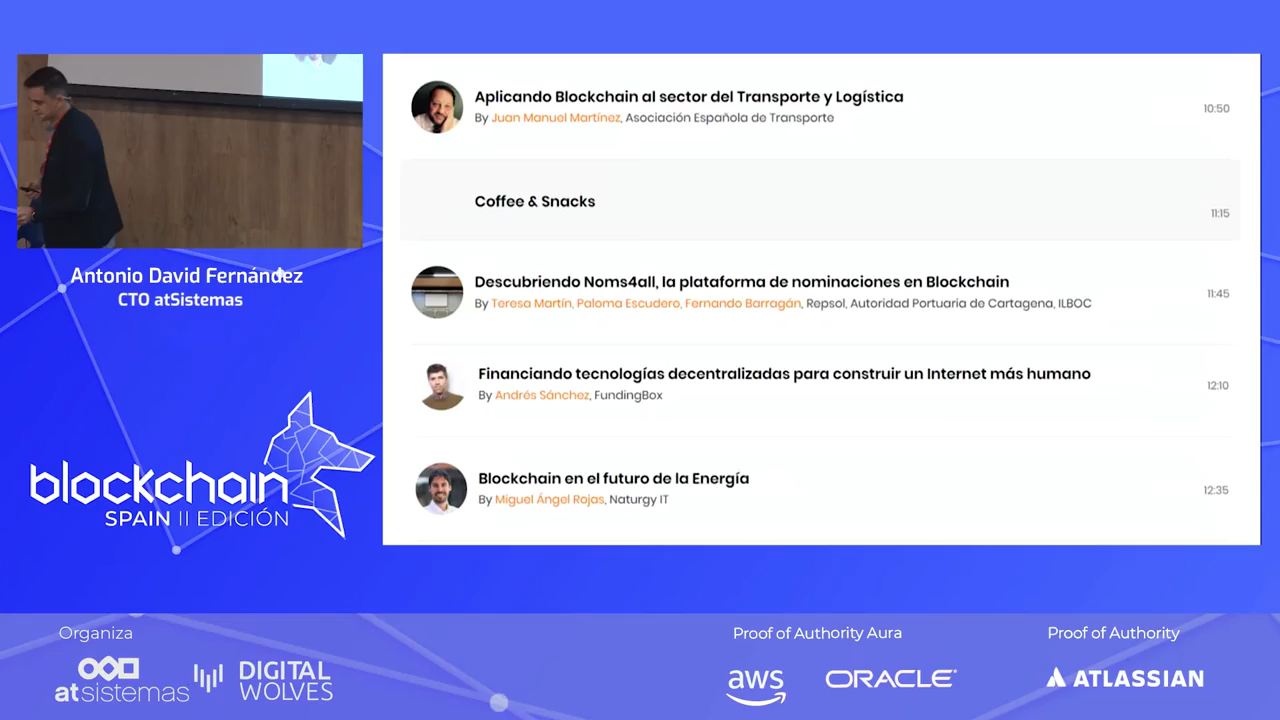 Antonio David Fernández
CTO atSistemas
blockchain
SPAIN II EDICIÓN
Aplicando Blockchain al sector del Transporte y Logística
By Juan Manuel Martínez, Asociación Española de Transporte
10:50
Coffee & Snacks
11:15
Descubriendo Noms4all, la plataforma de nominaciones en Blockchain
By Teresa Martín, Paloma Escudero, Fernando Barragán, Repsol, Autoridad Portuaria de Cartagena, ILBOC
11:45
Financiando tecnologías decentralizadas para construir un Internet más humano
By Andrés Sánchez, FundingBox
12:10
Blockchain en el futuro de la Energía
By Miguel Ángel Rojas, Naturgy IT
12:35
Organiza
atsistemas
DIGITAL
WOLVES
Proof of Authority Aura
aws
ORACLE®
Proof of Authority
ATLASSIAN